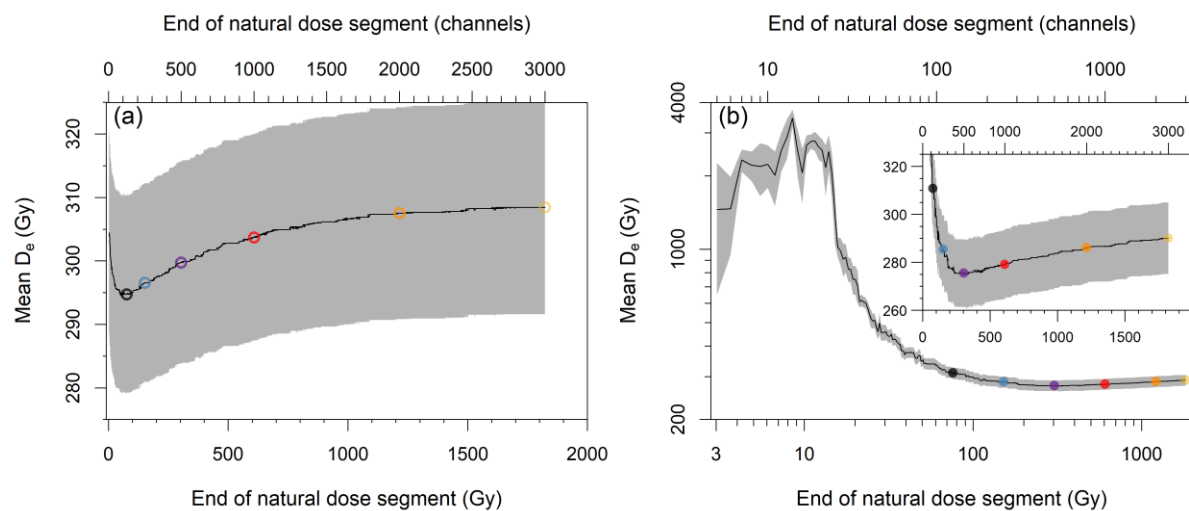 End of natural dose segment (channels)
0 500 1000 1500 2000 2500 3000
(a)
Mean De (Gy)
320
310
300
290
280
0 500 1000 1500 2000
End of natural dose segment (Gy)
End of natural dose segment (channels)
10 100 1000
(b)
Mean De (Gy)
4000
1000
200
3 10 100 1000
End of natural dose segment (Gy)
0 500 1000 2000 3000
320
300
280
260
0 500 1000 1500